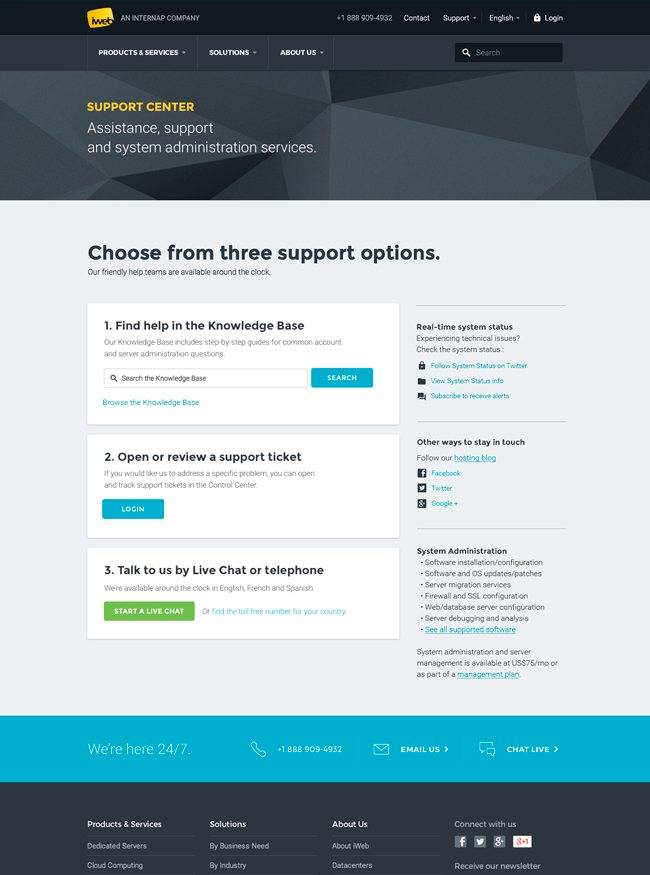 iweb AN INTERNAP COMPANY
+1 888 909-4932 Contact Support English Login
PRODUCTS & SERVICES SOLUTIONS ABOUT US Search
SUPPORT CENTER
Assistance, support
and system administration services.
Choose from three support options.
Our friendly help teams are available around the clock.
1. Find help in the Knowledge Base
Our Knowledge Base includes step-by-step guides for common account
and server administration questions.
Search the Knowledge Base SEARCH
Browse the Knowledge Base
2. Open or review a support ticket
If you would like us to address a specific problem, you can open
and track support tickets in the Control Center.
LOGIN
3. Talk to us by Live Chat or telephone
We're available around the clock in English, French and Spanish.
START A LIVE CHAT Or find the toll free number for your country.
Real-time system status
Experiencing technical issues?
Check the system status.:
Follow System Status on Twitter
View System Status info
Subscribe to receive alerts
Other ways to stay in touch
Follow our hosting blog
Facebook
Twitter
Google +
System Administration
• Software installation/configuration
• Software and OS updates/patches
• Server migration services
• Firewall and SSL configuration
• Web/database server configuration
• Server debugging and analysis
• See all supported software
System administration and server
management is available at US$75/mo or
as part of a management plan.
We're here 24/7. +1 888 909-4932 EMAIL US CHAT LIVE
Products & Services Solutions About Us Connect with us
Dedicated Servers By Business Need About iWeb
Cloud Computing By Industry Datacenters Receive our newsletter